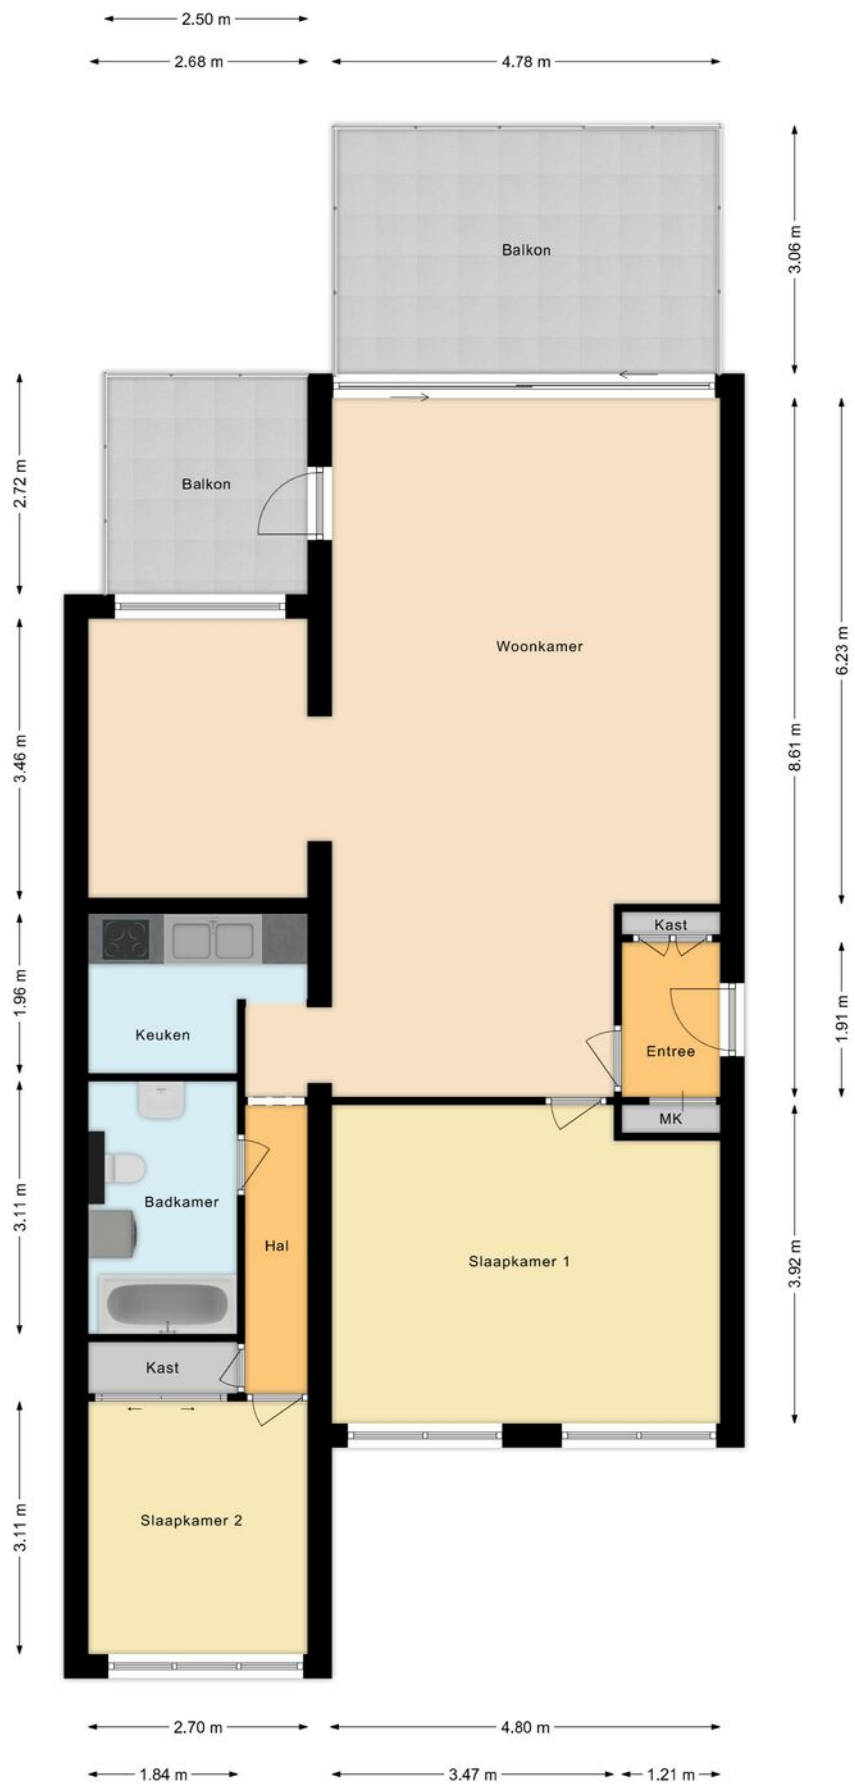 2.50 m
2.68 m
4.78 m
Balkon
3.06 m
Balkon
2.72 m
Woonkamer
6.23 m
8.61 m
3.46 m
Kast
1.96 m
Keuken
Entree
1.91 m
MK
Badkamer
3.11 m
Hal
Slaapkamer 1
3.92 m
Kast
Slaapkamer 2
3.11 m
2.70 m
4.80 m
1.84 m
3.47 m
1.21 m